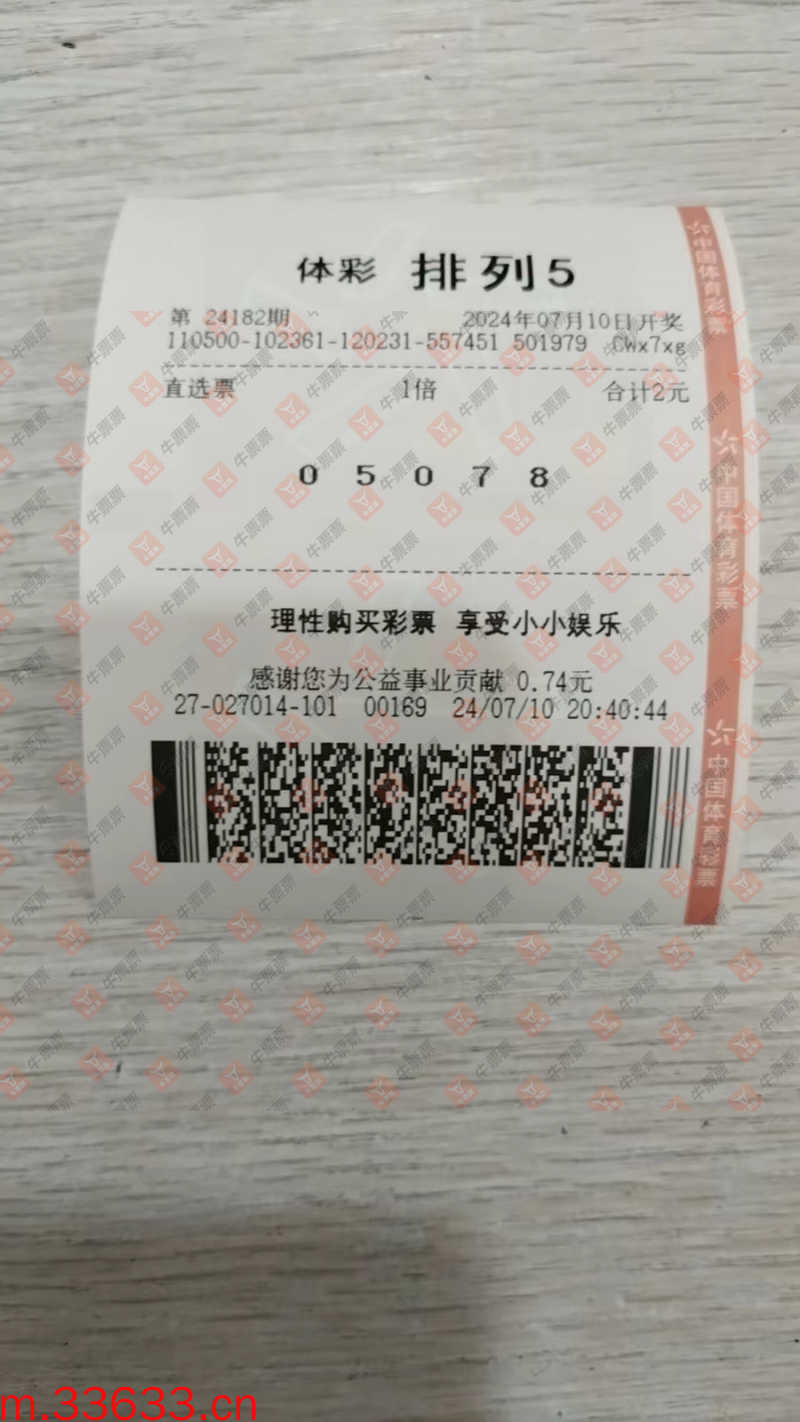 体彩 排列5
第 24182期 2024年07月10日开奖
110500-102361-120231-557451 501979 CWx7xg
直选票 1倍 合计2元
0 5 0 7 8
理性购买彩票 享受小小娱乐
感谢您为公益事业贡献 0.74元
27-027014-101 00169 24/07/10 20:40:44
中国体育彩票
中国体育彩票
中国体育彩票
牛票票
m.33633.cn